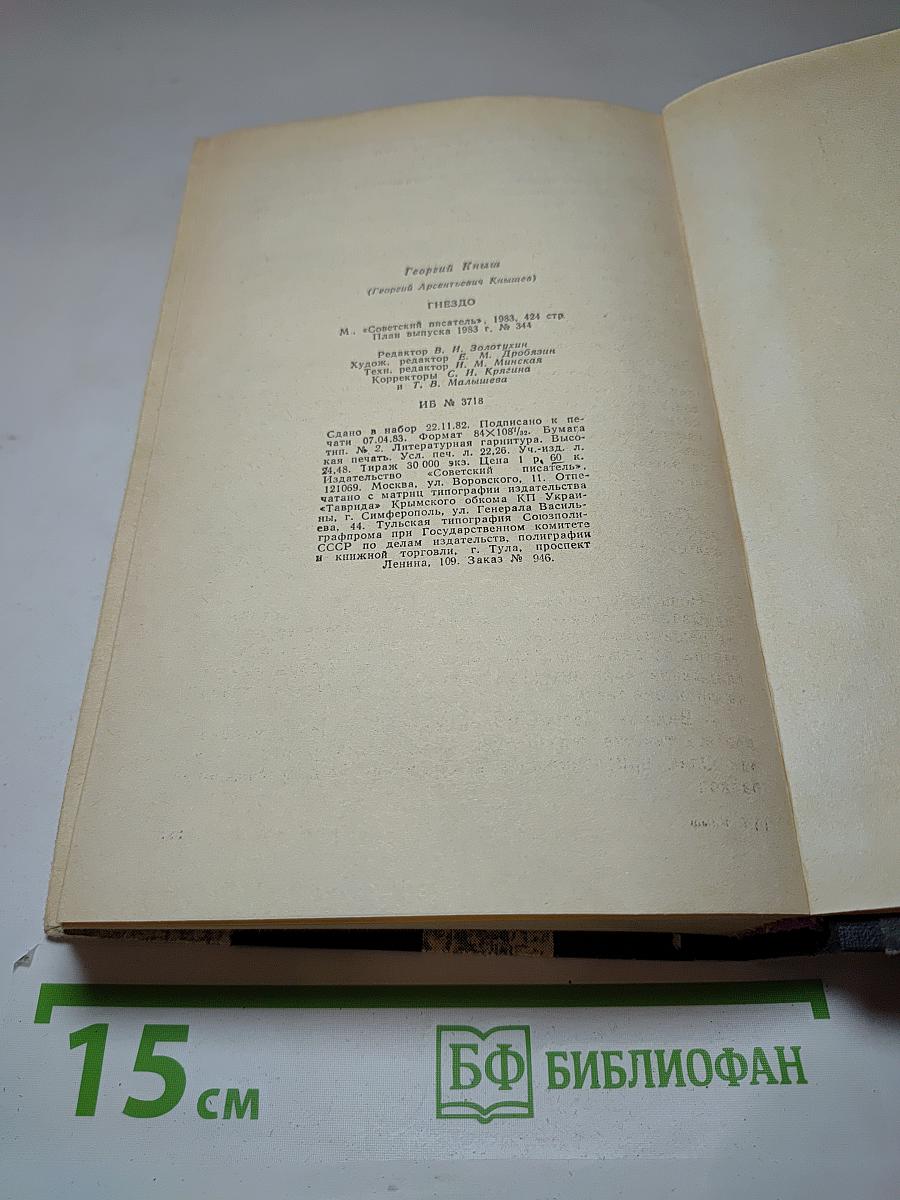 Георгий Кныш
(Георгий Арсентьевич Кнышев)
ГНЕЗДО
М., «Советский писатель», 1983, 424 стр.
План выпуска 1983 г. № 344
Редактор В. И. Золотухин
Худож. редактор Е. М. Дробязин
Техн. редактор Н. М. Минская
Корректоры С. И. Крягина
и Т. В. Малышева
ИБ № 3718
Сдано в набор 22.11.82. Подписано к пе-
чати 07.04.83. Формат 84×108¹/₃₂. Бумага
тип. № 2. Литературная гарнитура. Высо-
кая печать. Усл. печ. л. 22,26. Уч.-изд. л.
24,48. Тираж 30 000 экз. Цена 1 р. 60 к.
Издательство «Советский писатель»,
121069. Москва, ул. Воровского, 11. Отпе-
чатано с матриц типографии издательства
«Таврида» Крымского обкома КП Украи-
ны, г. Симферополь, ул. Генерала Василь-
ева, 44. Тульская типография Союзполи-
графпрома при Государственном комитете
СССР по делам издательств, полиграфии
и книжной торговли, г. Тула, проспект
Ленина, 109. Заказ № 946.
15 см
БФ БИБЛИОФАН